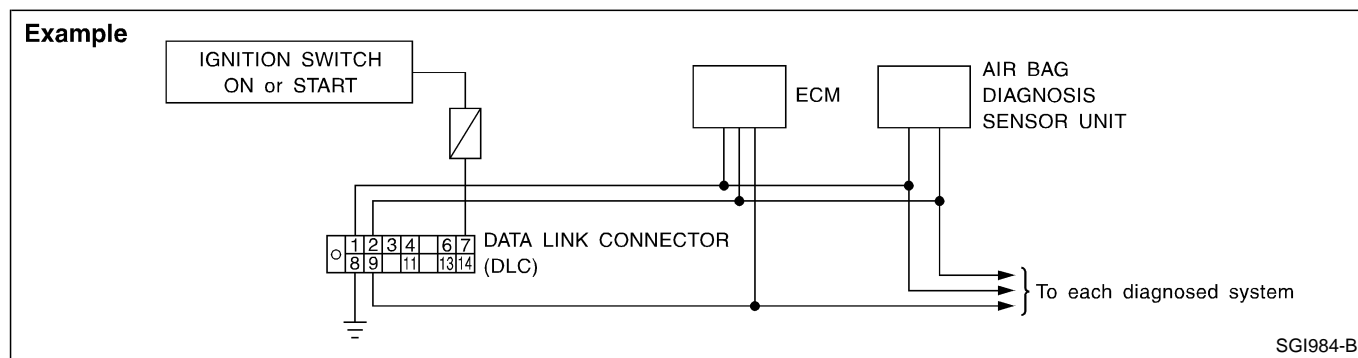 Example
IGNITION SWITCH
ON or START
ECM
AIR BAG
DIAGNOSIS
SENSOR UNIT
1 2 3 4 6 7
8 9 11 13 14
DATA LINK CONNECTOR
(DLC)
To each diagnosed system
SGI984-B